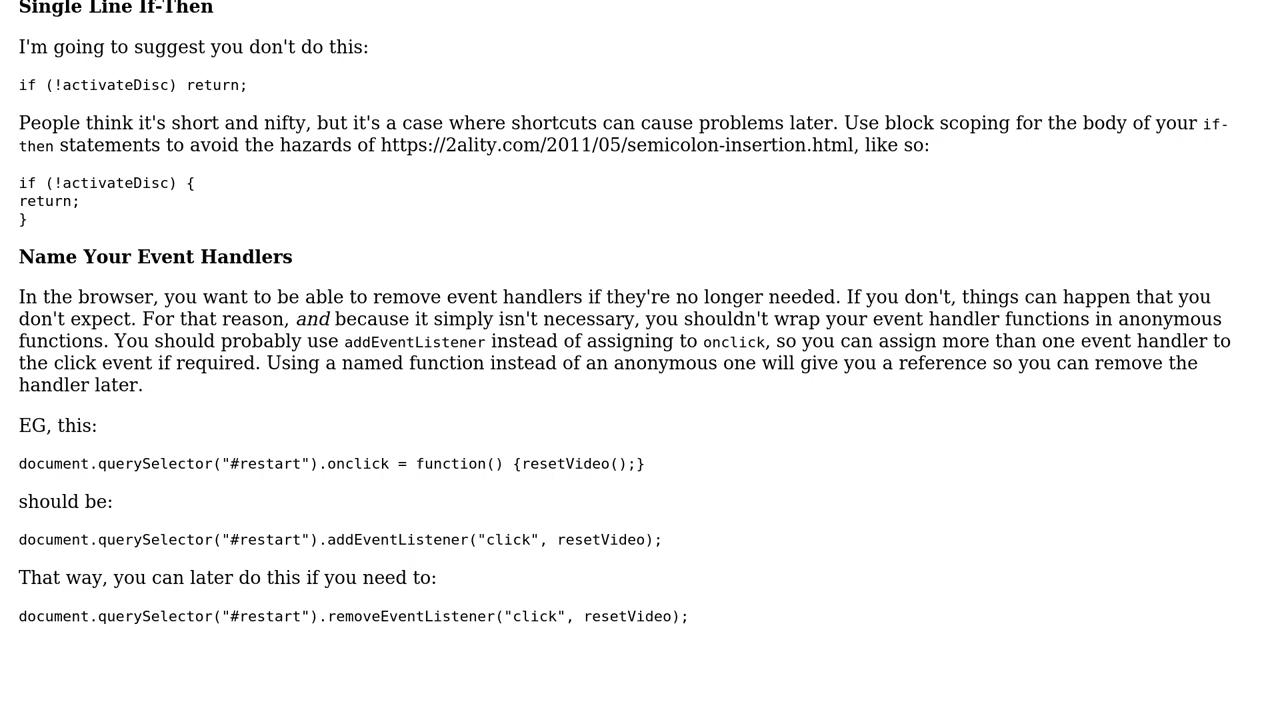 Single Line If-Then
I'm going to suggest you don't do this:
if (!activateDisc) return;
People think it's short and nifty, but it's a case where shortcuts can cause problems later. Use block scoping for the body of your if-
then statements to avoid the hazards of https://2ality.com/2011/05/semicolon-insertion.html, like so:
if (!activateDisc) {
return;
}
Name Your Event Handlers
In the browser, you want to be able to remove event handlers if they're no longer needed. If you don't, things can happen that you
don't expect. For that reason, and because it simply isn't necessary, you shouldn't wrap your event handler functions in anonymous
functions. You should probably use addEventListener instead of assigning to onclick, so you can assign more than one event handler to
the click event if required. Using a named function instead of an anonymous one will give you a reference so you can remove the
handler later.
EG, this:
document.querySelector("#restart").onclick = function() {resetVideo();}
should be:
document.querySelector("#restart").addEventListener("click", resetVideo);
That way, you can later do this if you need to:
document.querySelector("#restart").removeEventListener("click", resetVideo);